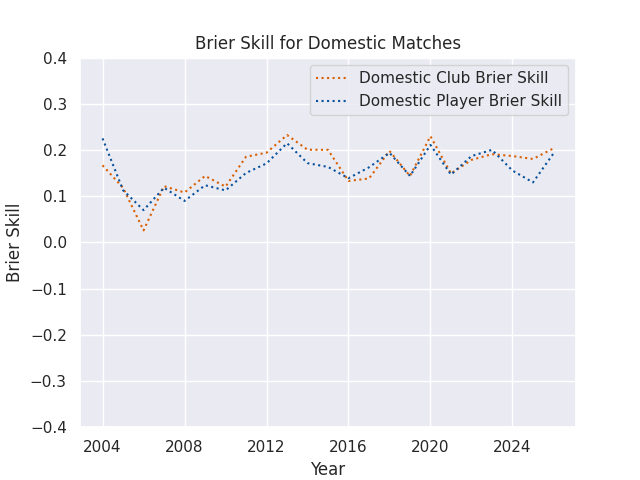 Brier Skill for Domestic Matches
Domestic Club Brier Skill
Domestic Player Brier Skill
0.4
0.3
0.2
0.1
0.0
−0.1
−0.2
−0.3
−0.4
Brier Skill
2004 2008 2012 2016 2020 2024
Year